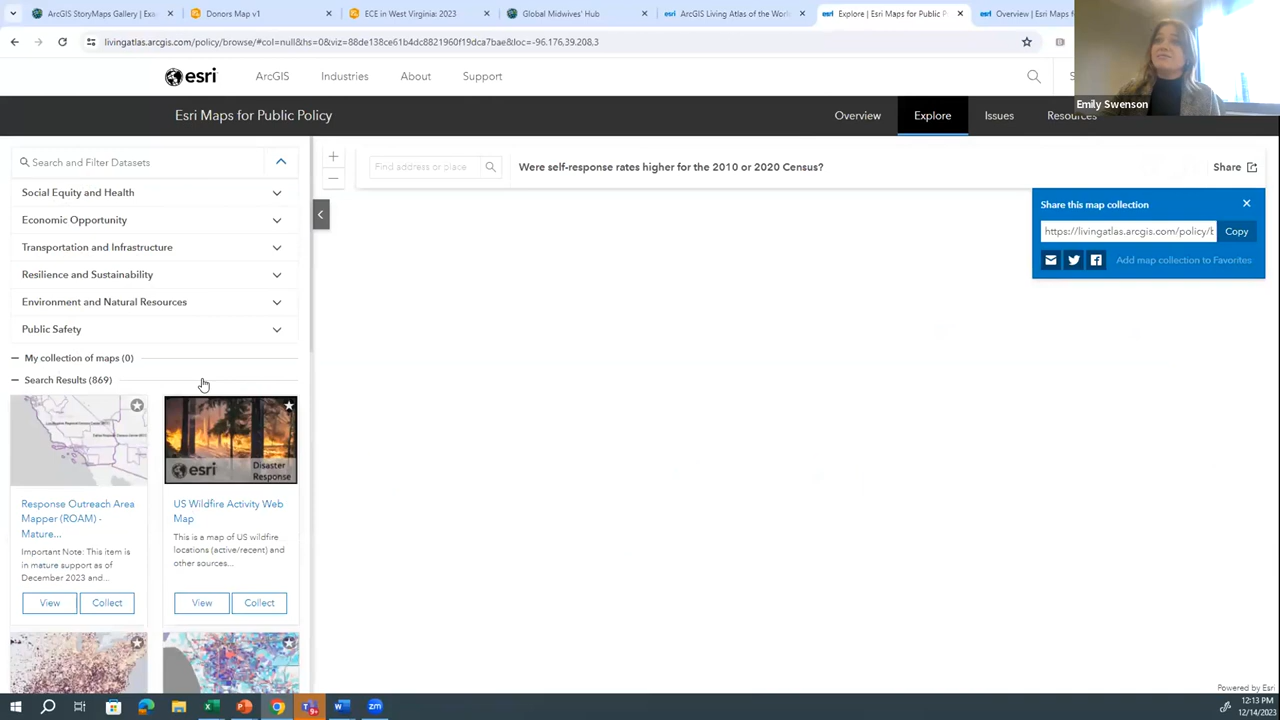 ArcGIS StoryMaps Gallery | Exa
Donors Map v1
ECE in West Virginia: 2023
Global Midwives' Hub
ArcGIS Living Atlas of the Worl
Explore | Esri Maps for Public P
Overview | Esri Maps fo
livingatlas.arcgis.com/policy/browse/#col=null&hs=0&viz=88de138ce61b4dc8821960f19dca7bae&loc=-96.176,39.208,3
esri
ArcGIS
Industries
About
Support
Emily Swenson
Esri Maps for Public Policy
Overview
Explore
Issues
Resources
Search and Filter Datasets
Social Equity and Health
Economic Opportunity
Transportation and Infrastructure
Resilience and Sustainability
Environment and Natural Resources
Public Safety
My collection of maps (0)
Search Results (869)
Find address or place
Were self-response rates higher for the 2010 or 2020 Census?
Share
Share this map collection
https://livingatlas.arcgis.com/policy/b
Copy
Add map collection to Favorites
esri
Disaster
Response
Response Outreach Area
Mapper (ROAM) -
Mature...
Important Note: This item is
in mature support as of
December 2023 and...
View
Collect
US Wildfire Activity Web
Map
This is a map of US wildfire
locations (active/recent) and
other sources...
View
Collect
Powered by Esri
12:13 PM
12/14/2023